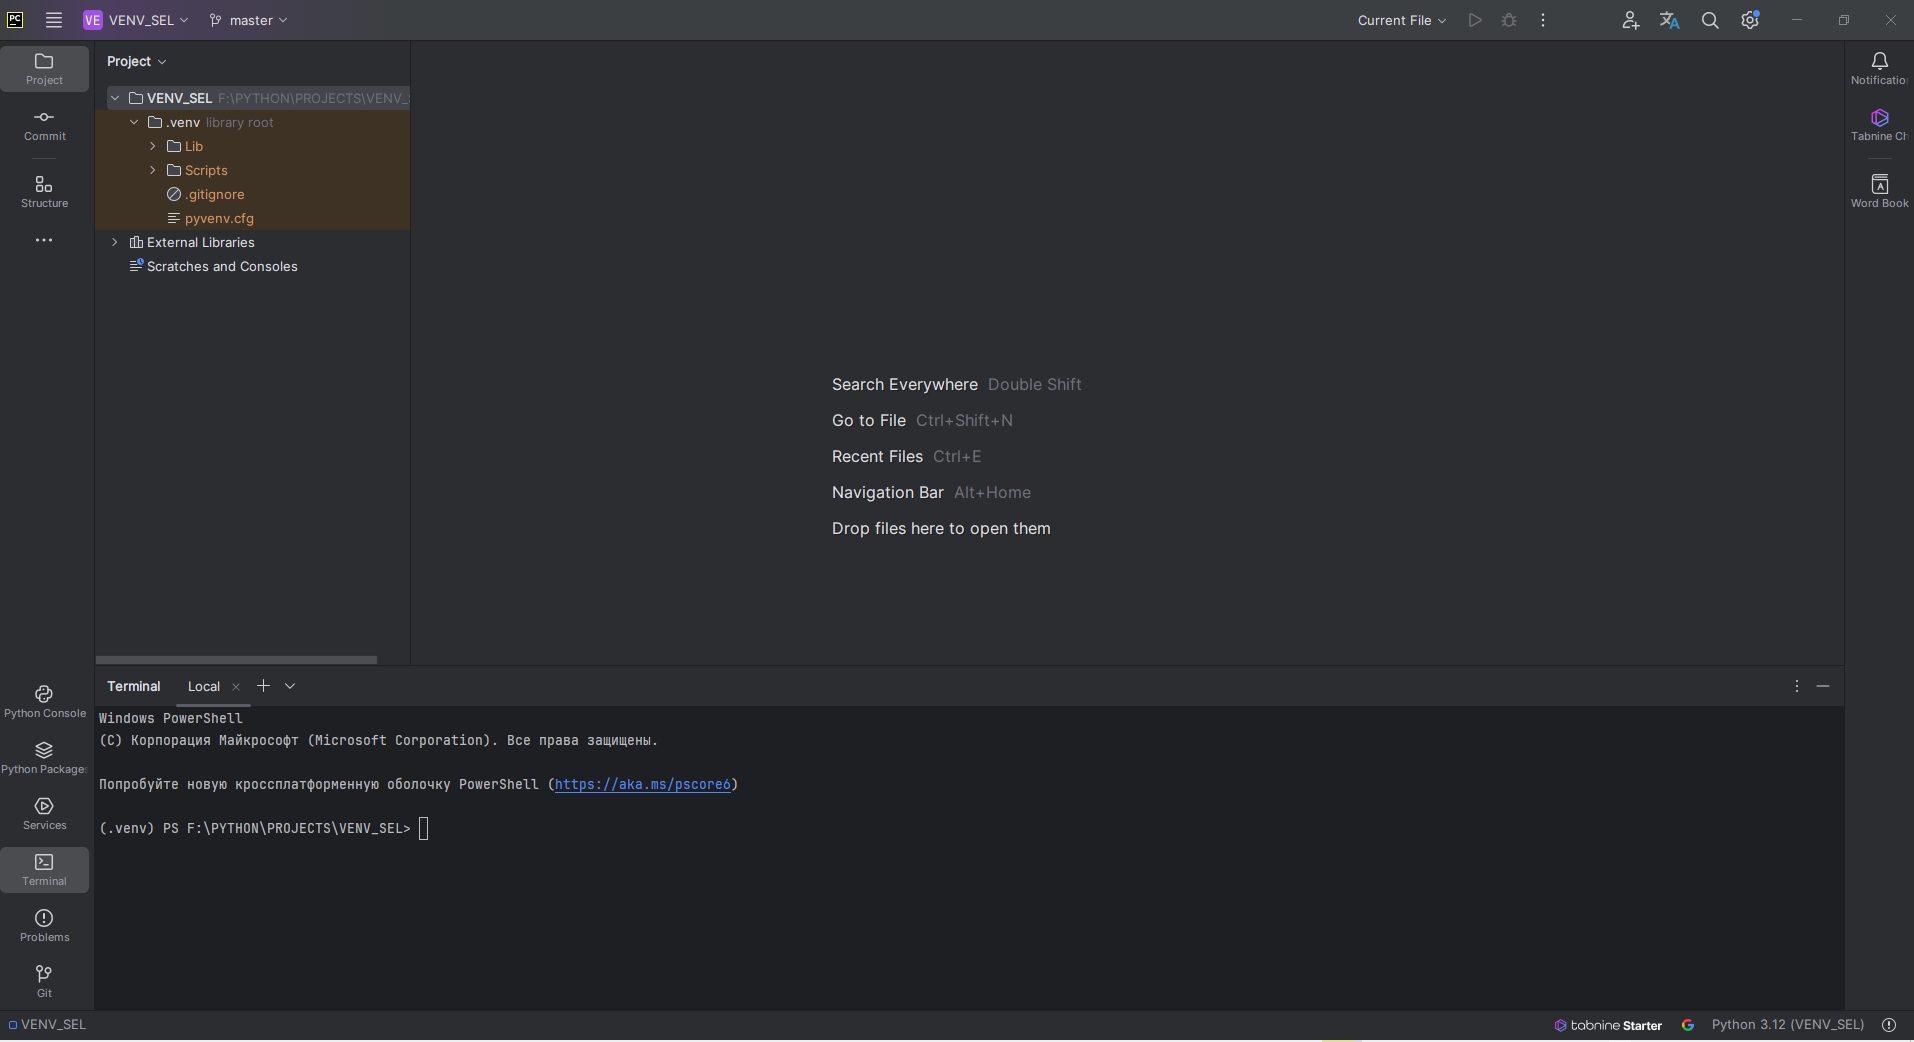 PC
VE VENV_SEL master
Current File
Project
VENV_SEL F:\PYTHON\PROJECTS\VENV_
.venv library root
Lib
Scripts
.gitignore
pyvenv.cfg
External Libraries
Scratches and Consoles
Project
Commit
Structure
Search Everywhere Double Shift
Go to File Ctrl+Shift+N
Recent Files Ctrl+E
Navigation Bar Alt+Home
Drop files here to open them
Notificatio
Tabnine Ch
Word Book
Python Console
Python Package
Services
Terminal
Problems
Git
Terminal Local
Windows PowerShell
(C) Корпорация Майкрософт (Microsoft Corporation). Все права защищены.
Попробуйте новую кроссплатформенную оболочку PowerShell (https://aka.ms/pscore6)
(.venv) PS F:\PYTHON\PROJECTS\VENV_SEL>
VENV_SEL
tabnine Starter
Python 3.12 (VENV_SEL)